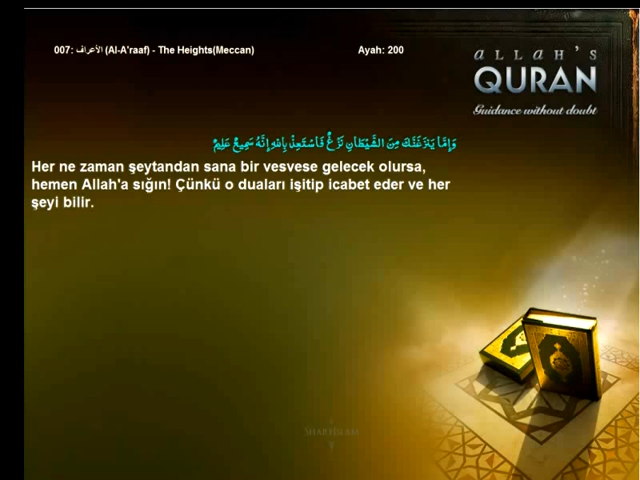 007: الأعراف (Al-A'raaf) - The Heights(Meccan) Ayah: 200
ALLAH'S
QURAN
Guidance without doubt
وَإِمَّا يَنزَغَنَّكَ مِنَ الشَّيْطَانِ نَزْغٌ فَاسْتَعِذْ بِاللهِ إِنَّهُ سَمِيعٌ عَلِيمٌ
Her ne zaman şeytandan sana bir vesvese gelecek olursa,
hemen Allah'a sığın! Çünkü o duaları işitip icabet eder ve her
şeyi bilir.